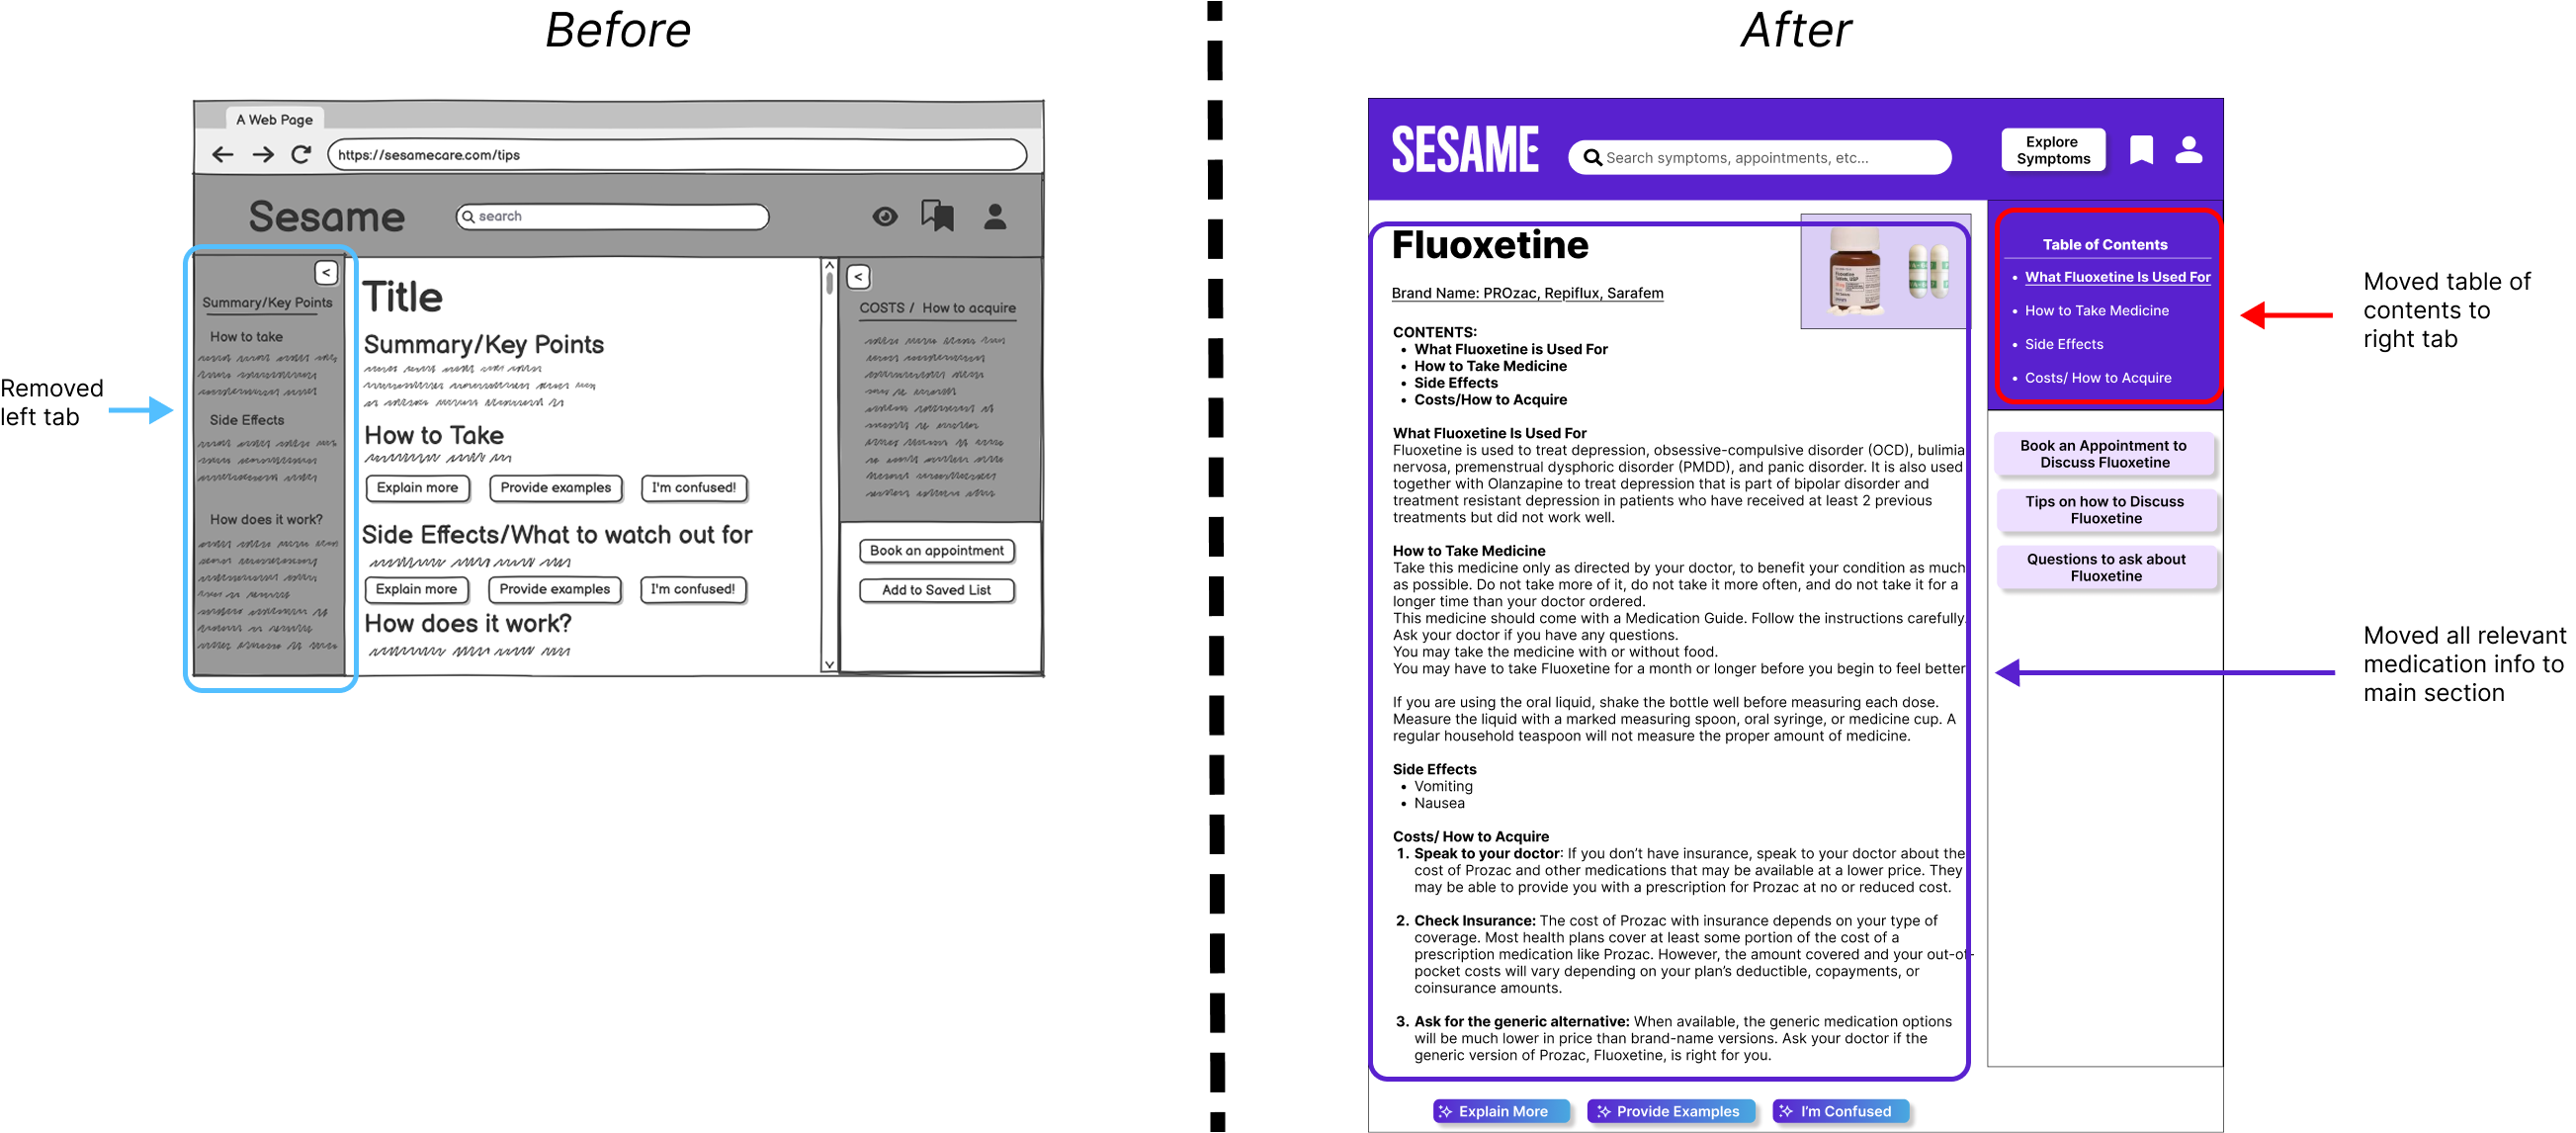 Before
After
Removed
left tab
A Web Page
https://sesamecare.com/tips
Sesame
search
<
Summary/Key Points
How to take
Side Effects
How does it work?
Title
Summary/Key Points
How to Take
Explain more
Provide examples
I'm confused!
Side Effects/What to watch out for
Explain more
Provide examples
I'm confused!
How does it work?
<
COSTS / How to acquire
Book an appointment
Add to Saved List
SESAME
Search symptoms, appointments, etc...
Explore
Symptoms
Fluoxetine
Brand Name: PROzac, Repiflux, Sarafem
CONTENTS:
• What Fluoxetine is Used For
• How to Take Medicine
• Side Effects
• Costs/How to Acquire
What Fluoxetine Is Used For
Fluoxetine is used to treat depression, obsessive-compulsive disorder (OCD), bulimia
nervosa, premenstrual dysphoric disorder (PMDD), and panic disorder. It is also used
together with Olanzapine to treat depression that is part of bipolar disorder and
treatment resistant depression in patients who have received at least 2 previous
treatments but did not work well.
How to Take Medicine
Take this medicine only as directed by your doctor, to benefit your condition as much
as possible. Do not take more of it, do not take it more often, and do not take it for a
longer time than your doctor ordered.
This medicine should come with a Medication Guide. Follow the instructions carefully.
Ask your doctor if you have any questions.
You may take the medicine with or without food.
You may have to take Fluoxetine for a month or longer before you begin to feel better
If you are using the oral liquid, shake the bottle well before measuring each dose.
Measure the liquid with a marked measuring spoon, oral syringe, or medicine cup. A
regular household teaspoon will not measure the proper amount of medicine.
Side Effects
• Vomiting
• Nausea
Costs/ How to Acquire
1. Speak to your doctor: If you don't have insurance, speak to your doctor about the
cost of Prozac and other medications that may be available at a lower price. They
may be able to provide you with a prescription for Prozac at no or reduced cost.
2. Check Insurance: The cost of Prozac with insurance depends on your type of
coverage. Most health plans cover at least some portion of the cost of a
prescription medication like Prozac. However, the amount covered and your out-of-
pocket costs will vary depending on your plan's deductible, copayments, or
coinsurance amounts.
3. Ask for the generic alternative: When available, the generic medication options
will be much lower in price than brand-name versions. Ask your doctor if the
generic version of Prozac, Fluoxetine, is right for you.
Explain More
Provide Examples
I'm Confused
Table of Contents
• What Fluoxetine Is Used For
• How to Take Medicine
• Side Effects
• Costs/ How to Acquire
Book an Appointment to
Discuss Fluoxetine
Tips on how to Discuss
Fluoxetine
Questions to ask about
Fluoxetine
Moved table of
contents to
right tab
Moved all relevant
medication info to
main section